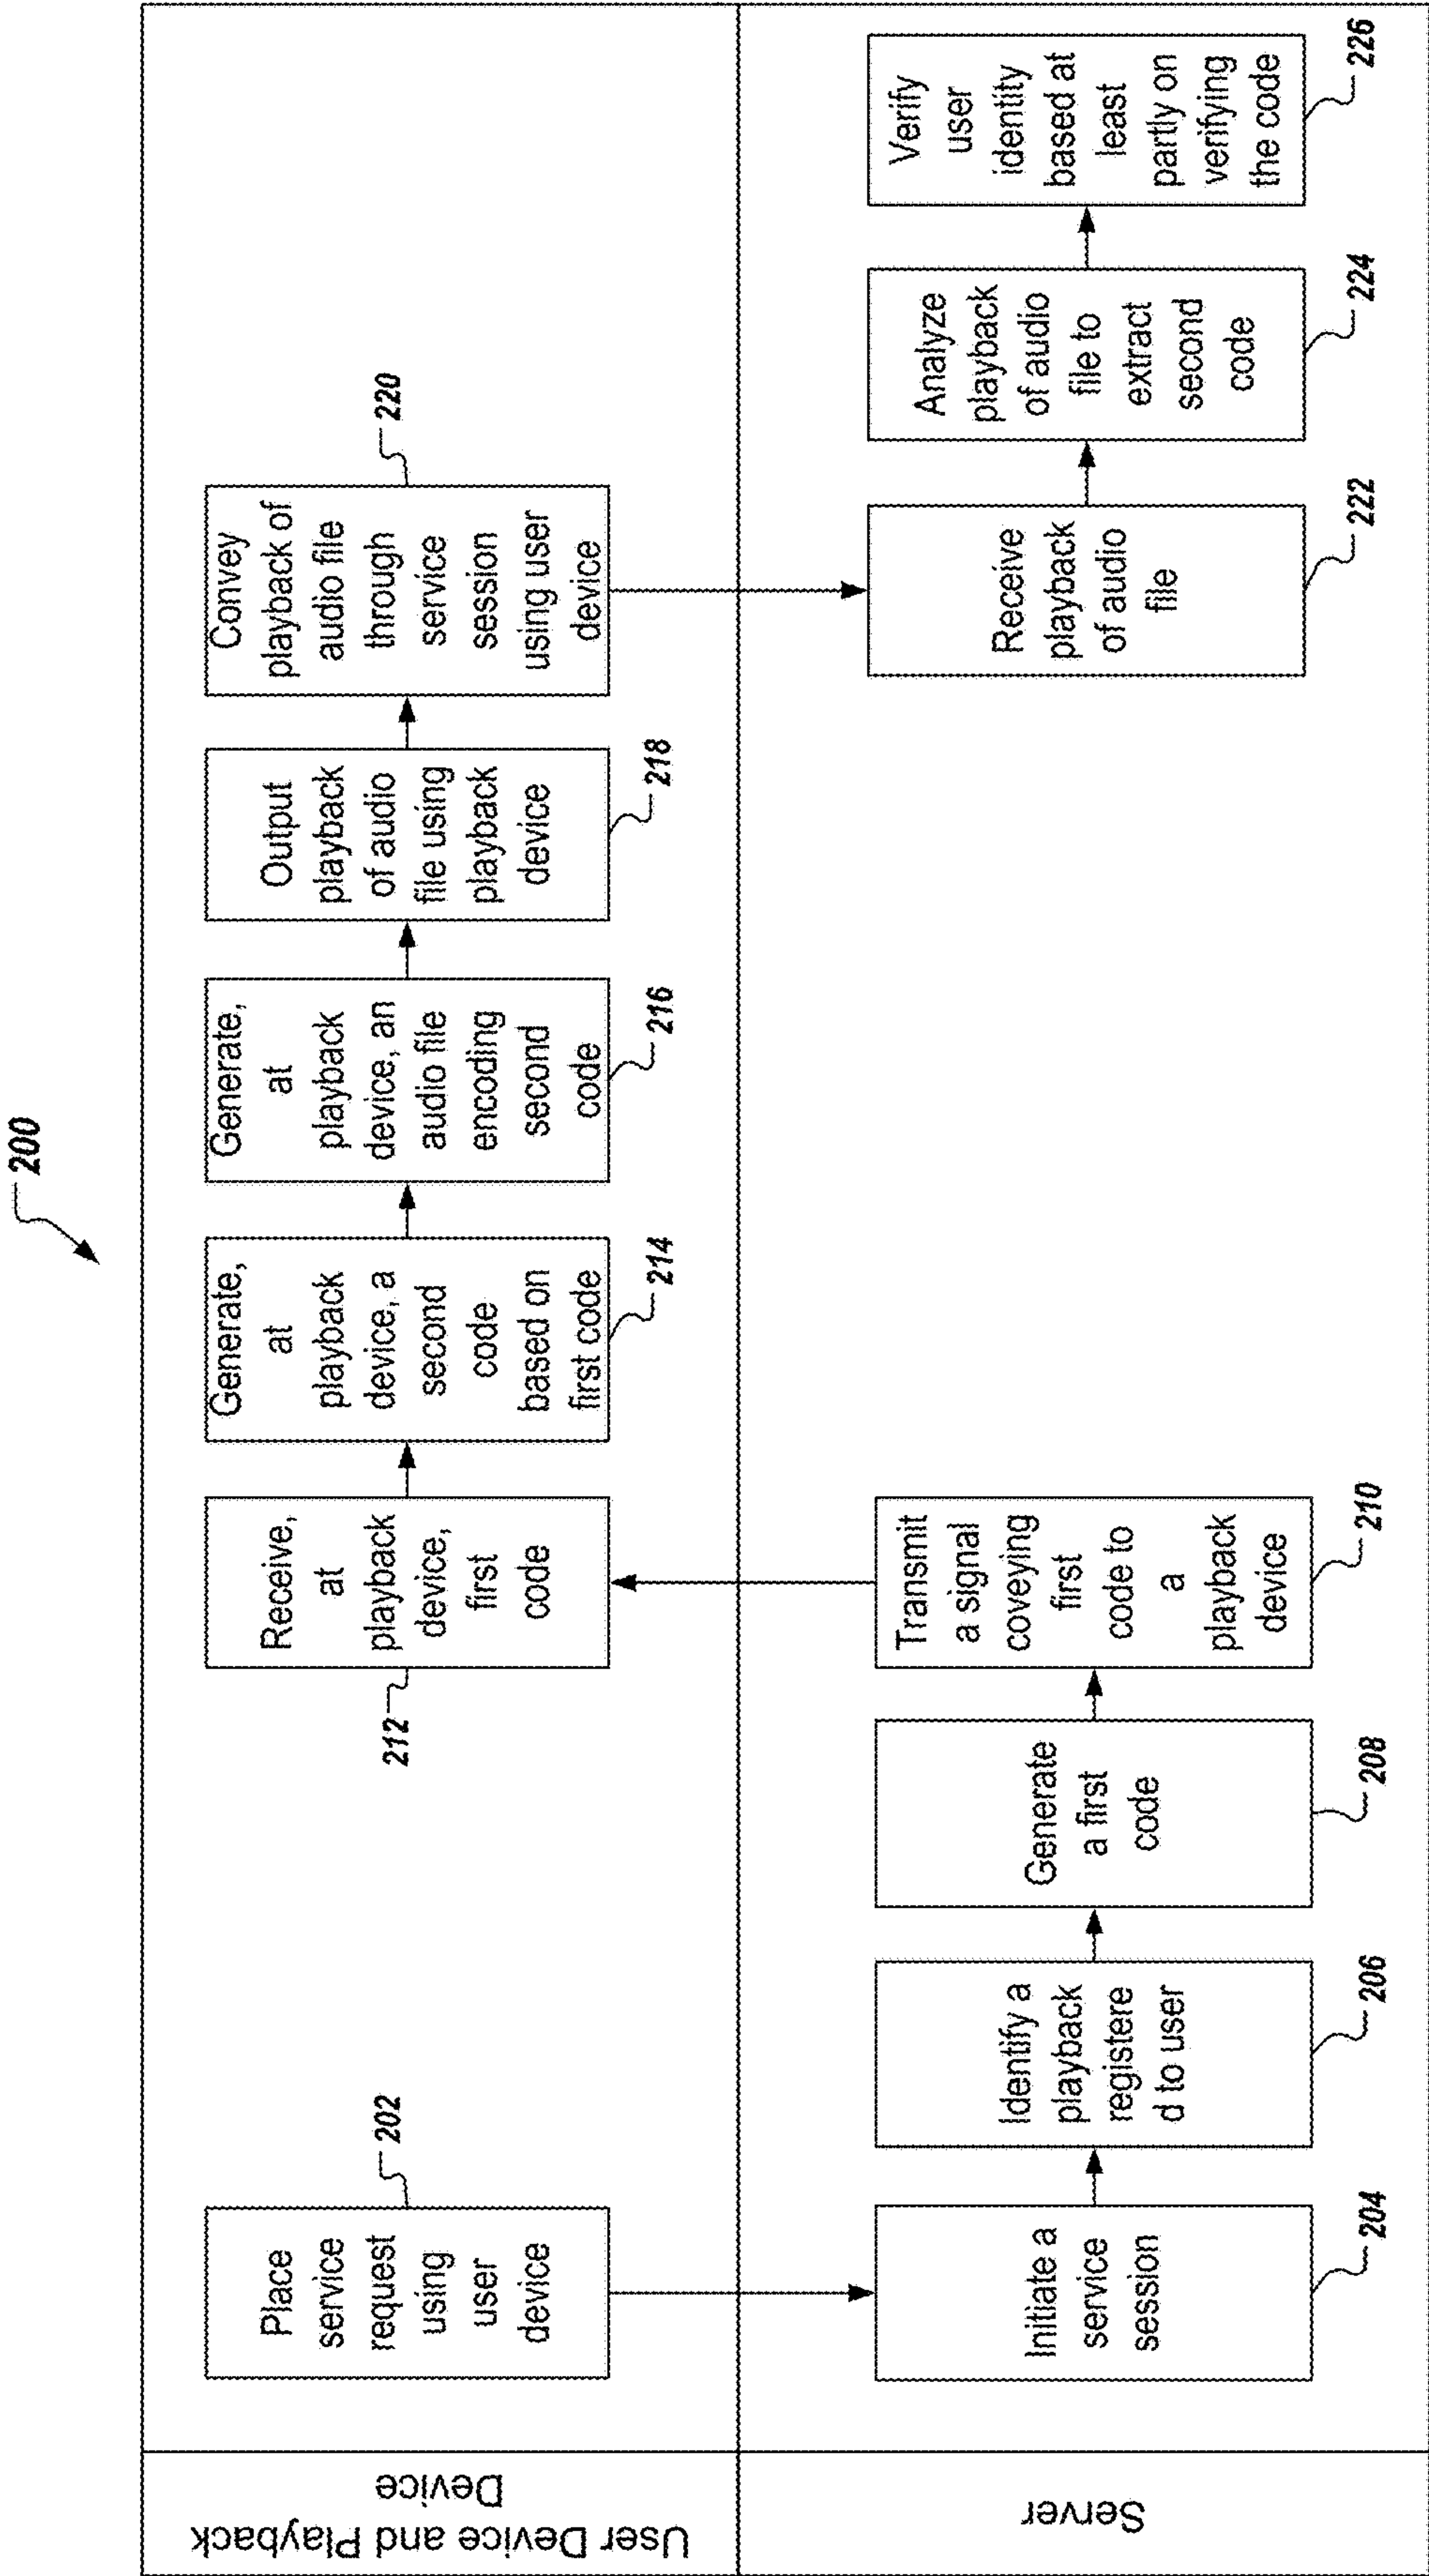 200
User Device and Playback
Device
Server
Place
service
request
using
user
device
202
Initiate a
service
session
204
Identify a
playback
registere
d to user
206
Generate
a first
code
208
Transmit
a signal
coveying
first
code to
a
playback
device
210
Receive,
at
playback
device,
first
code
212
Generate,
at
playback
device, a
second
code
based on
first code
214
Generate,
at
playback
device, an
audio file
encoding
second
code
216
Output
playback
of audio
file using
playback
device
218
Convey
playback of
audio file
through
service
session
using user
device
220
Receive
playback
of audio
file
222
Analyze
playback
of audio
file to
extract
second
code
224
Verify
user
identity
based at
least
partly on
verifying
the code
226